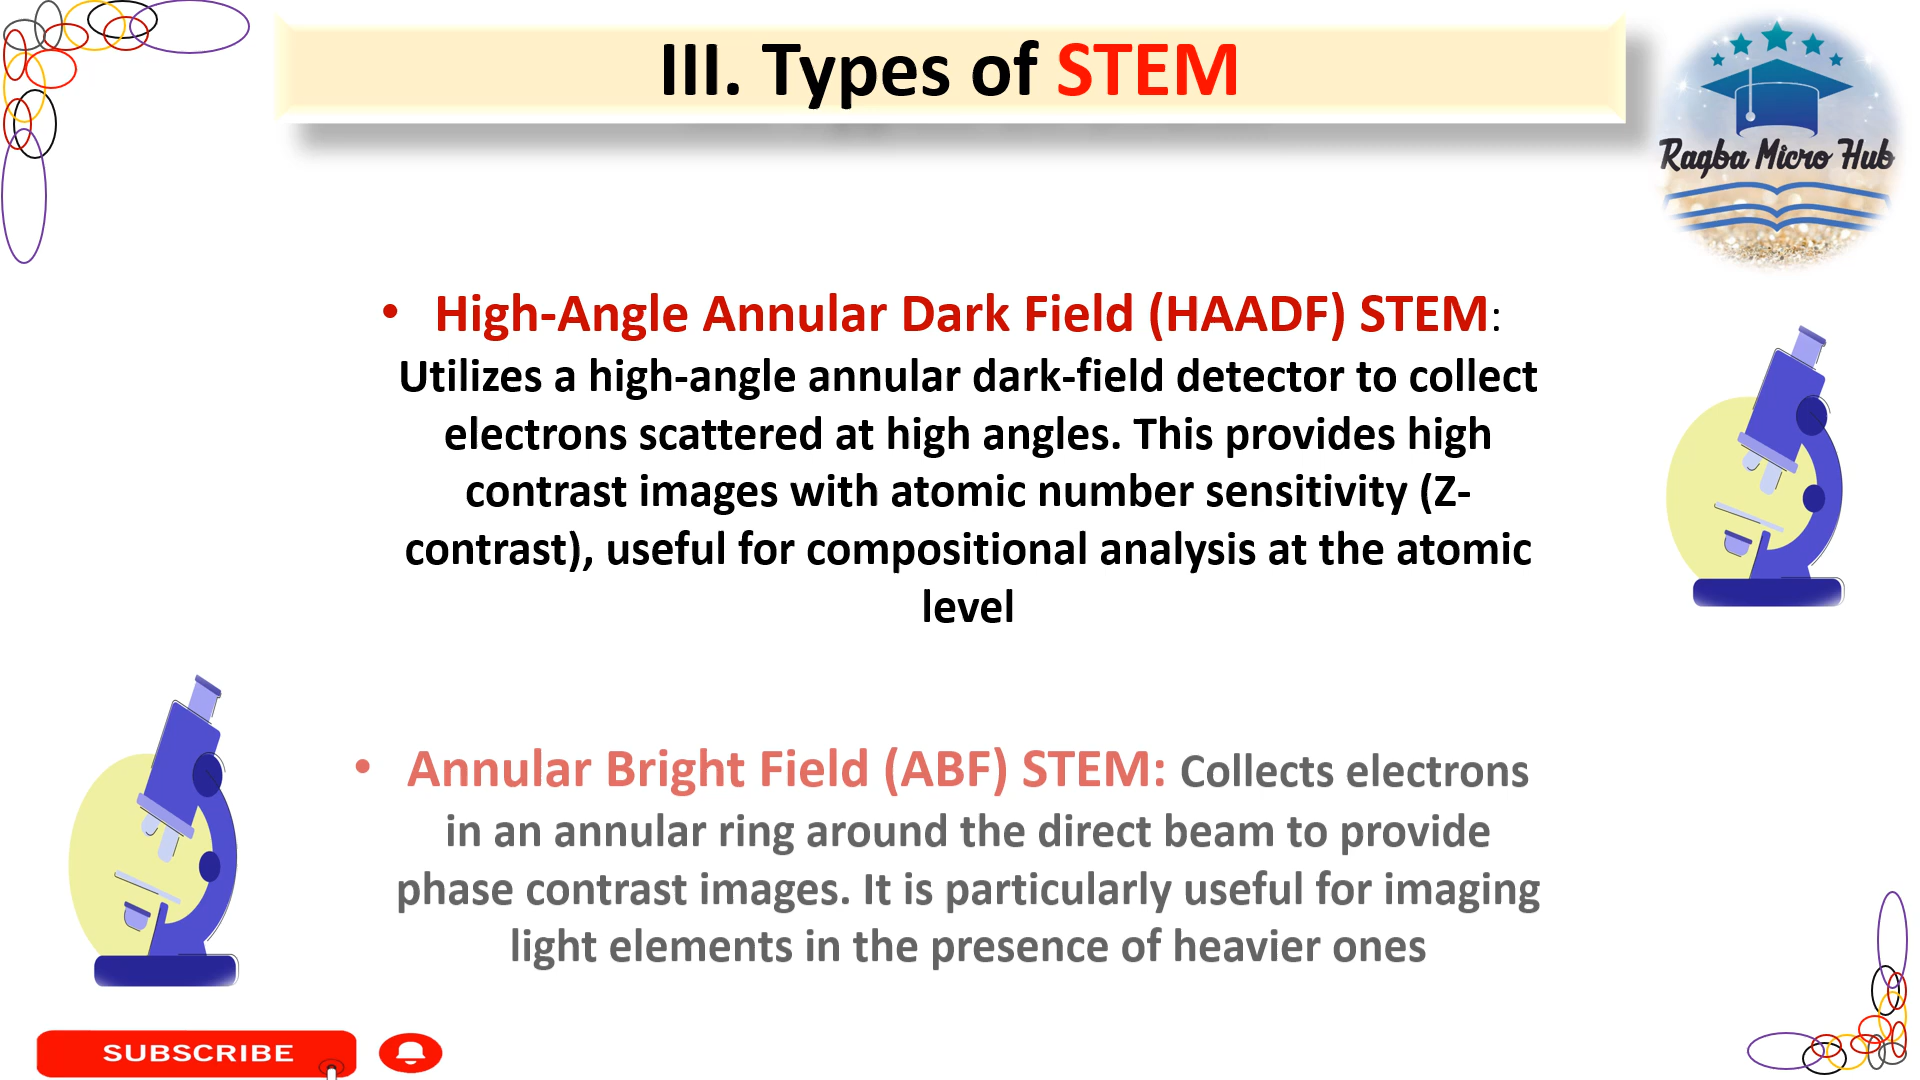 III. Types of STEM
Raqba Micro Hub
• High-Angle Annular Dark Field (HAADF) STEM:
Utilizes a high-angle annular dark-field detector to collect
electrons scattered at high angles. This provides high
contrast images with atomic number sensitivity (Z-
contrast), useful for compositional analysis at the atomic
level
• Annular Bright Field (ABF) STEM: Collects electrons
in an annular ring around the direct beam to provide
phase contrast images. It is particularly useful for imaging
light elements in the presence of heavier ones
SUBSCRIBE